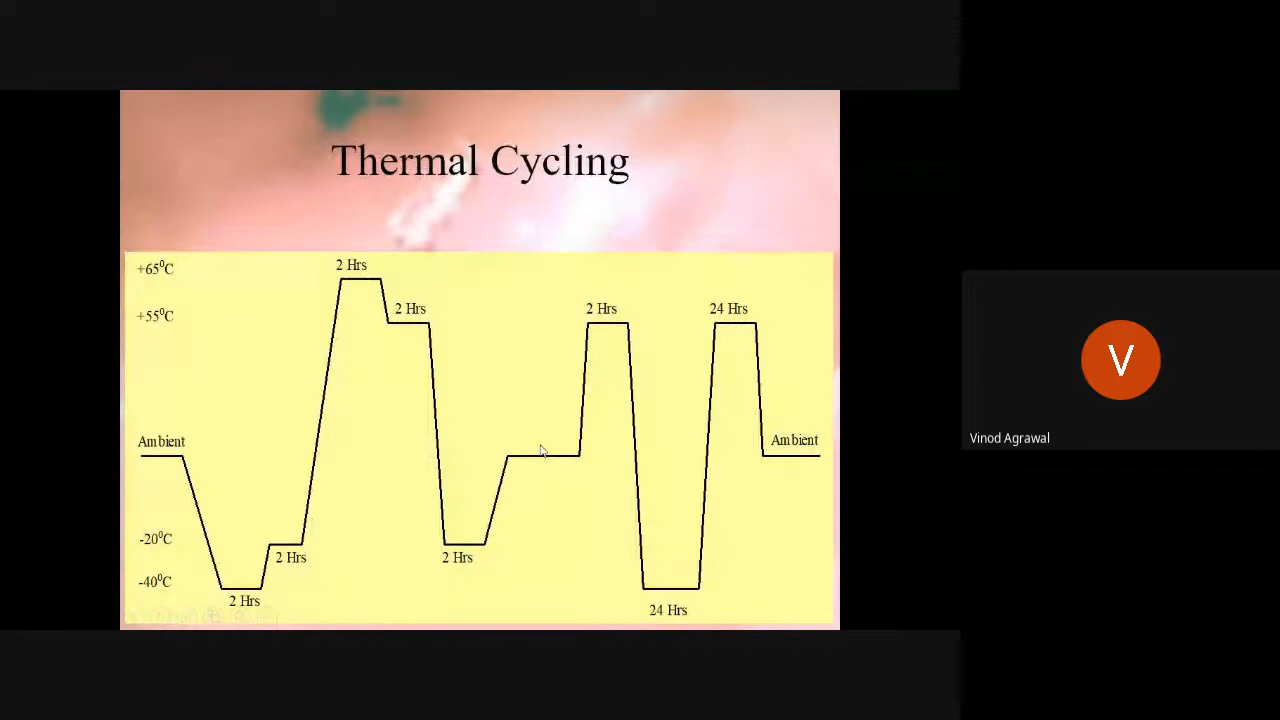 Thermal Cycling
+65⁰C
2 Hrs
+55⁰C
2 Hrs
2 Hrs
24 Hrs
Ambient
Ambient
-20⁰C
2 Hrs
2 Hrs
-40⁰C
2 Hrs
24 Hrs
V
Vinod Agrawal